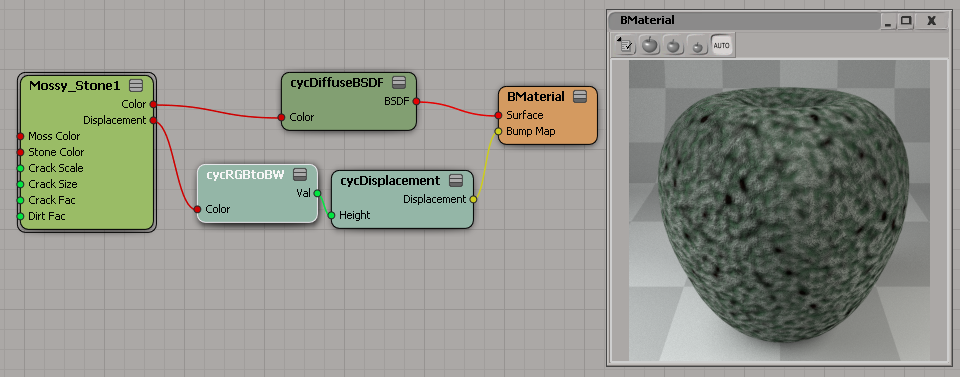 Mossy_Stone1
Color
Displacement
Moss Color
Stone Color
Crack Scale
Crack Size
Crack Fac
Dirt Fac
cycDiffuseBSDF
BSDF
Color
cycRGBtoBW
Val
Color
cycDisplacement
Displacement
Height
BMaterial
Surface
Bump Map
BMaterial
AUTO